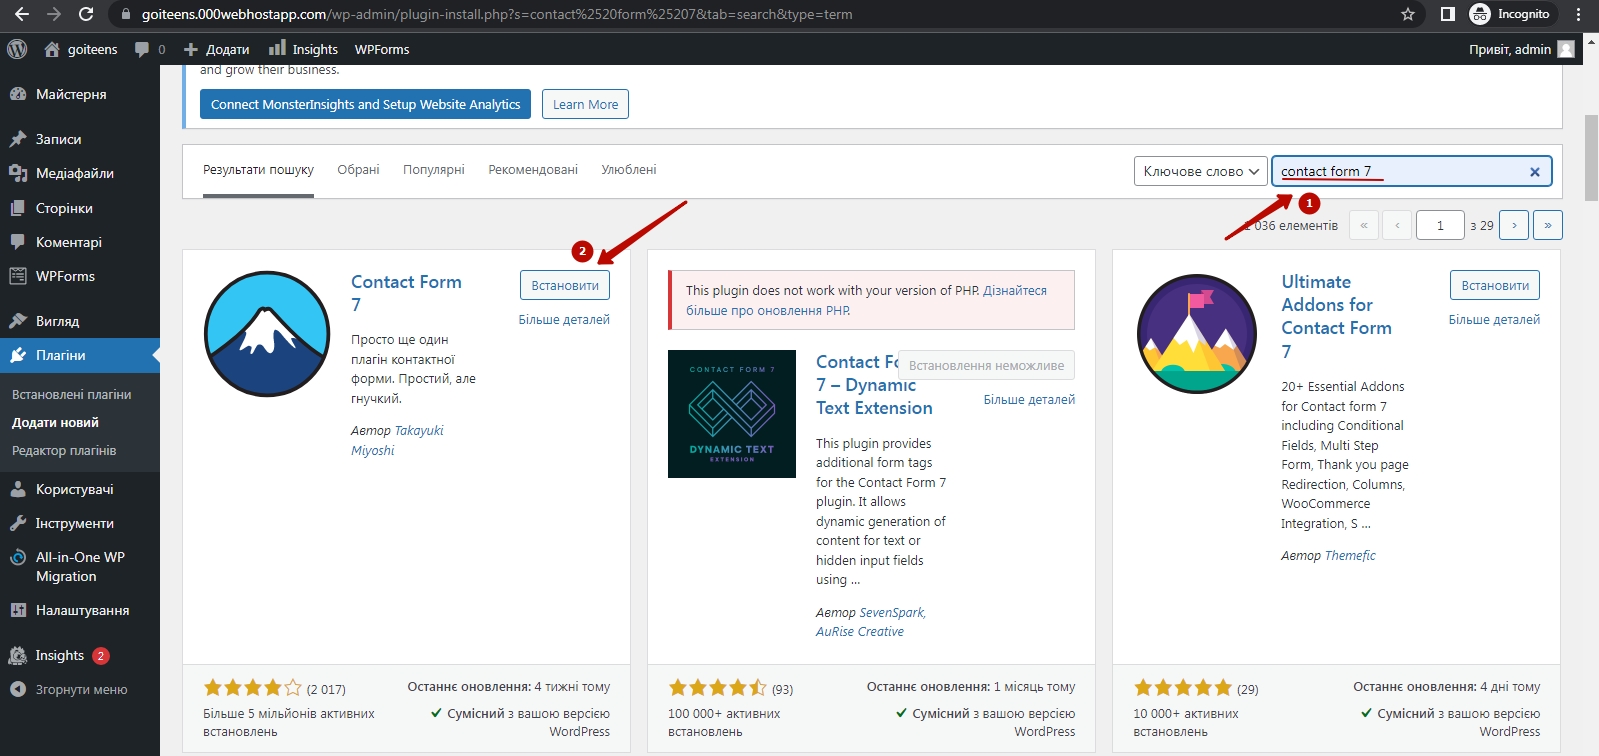 goiteens.000webhostapp.com/wp-admin/plugin-install.php?s=contact%2520form%25207&tab=search&type=term
Incognito
goiteens
0
Додати
Insights
WPForms
Привіт, admin
Майстерня
Записи
Медіафайли
Сторінки
Коментарі
WPForms
Вигляд
Плагіни
Встановлені плагіни
Додати новий
Редактор плагінів
Користувачі
Інструменти
All-in-One WP
Migration
Налаштування
Insights 2
Згорнути меню
and grow their business.
Connect MonsterInsights and Setup Website Analytics
Learn More
Результати пошуку
Обрані
Популярні
Рекомендовані
Улюблені
Ключове слово
contact form 7
1
036 елементів
«
‹
1
з 29
›
»
2
Contact Form
7
Встановити
Більше деталей
Просто ще один
плагін контактної
форми. Простий, але
гнучкий.
Автор Takayuki
Miyoshi
(2 017)
Більше 5 мільйонів активних
встановлень
Останнє оновлення: 4 тижні тому
Сумісний з вашою версією
WordPress
This plugin does not work with your version of PHP. Дізнайтеся
більше про оновлення PHP.
CONTACT FORM 7
DYNAMIC TEXT
EXTENSION
Contact Fo
7 – Dynamic
Text Extension
Встановлення неможливе
Більше деталей
This plugin provides
additional form tags
for the Contact Form 7
plugin. It allows
dynamic generation of
content for text or
hidden input fields
using ...
Автор SevenSpark,
AuRise Creative
(93)
100 000+ активних
встановлень
Останнє оновлення: 1 місяць тому
Сумісний з вашою версією
WordPress
Ultimate
Addons for
Contact Form
7
Встановити
Більше деталей
20+ Essential Addons
for Contact form 7
including Conditional
Fields, Multi Step
Form, Thank you page
Redirection, Columns,
WooCommerce
Integration, S ...
Автор Themefic
(29)
10 000+ активних
встановлень
Останнє оновлення: 4 дні тому
Сумісний з вашою версією
WordPress